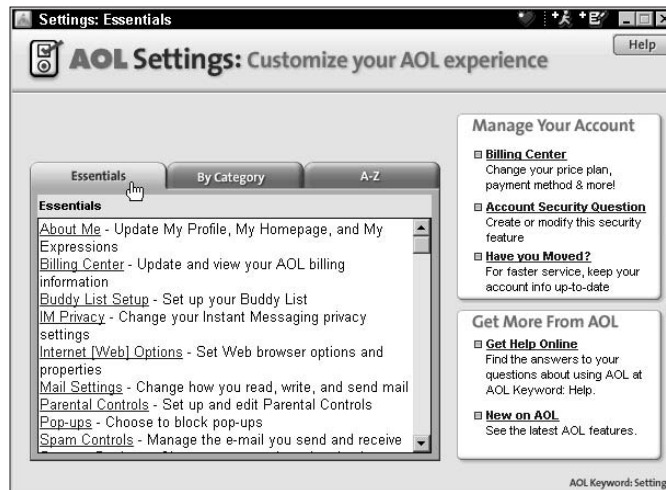 Settings: Essentials
Help
AOL Settings: Customize your AOL experience
Essentials
By Category
A-Z
Essentials
About Me - Update My Profile, My Homepage, and My
Expressions
Billing Center - Update and view your AOL billing
information
Buddy List Setup - Set up your Buddy List
IM Privacy - Change your Instant Messaging privacy
settings
Internet [Web] Options - Set Web browser options and
properties
Mail Settings - Change how you read, write, and send mail
Parental Controls - Set up and edit Parental Controls
Pop-ups - Choose to block pop-ups
Spam Controls - Manage the e-mail you send and receive
Manage Your Account
Billing Center
Change your price plan,
payment method & more!
Account Security Question
Create or modify this security
feature
Have you Moved?
For faster service, keep your
account info up-to-date
Get More From AOL
Get Help Online
Find the answers to your
questions about using AOL at
AOL Keyword: Help.
New on AOL
See the latest AOL features.
AOL Keyword: Setting